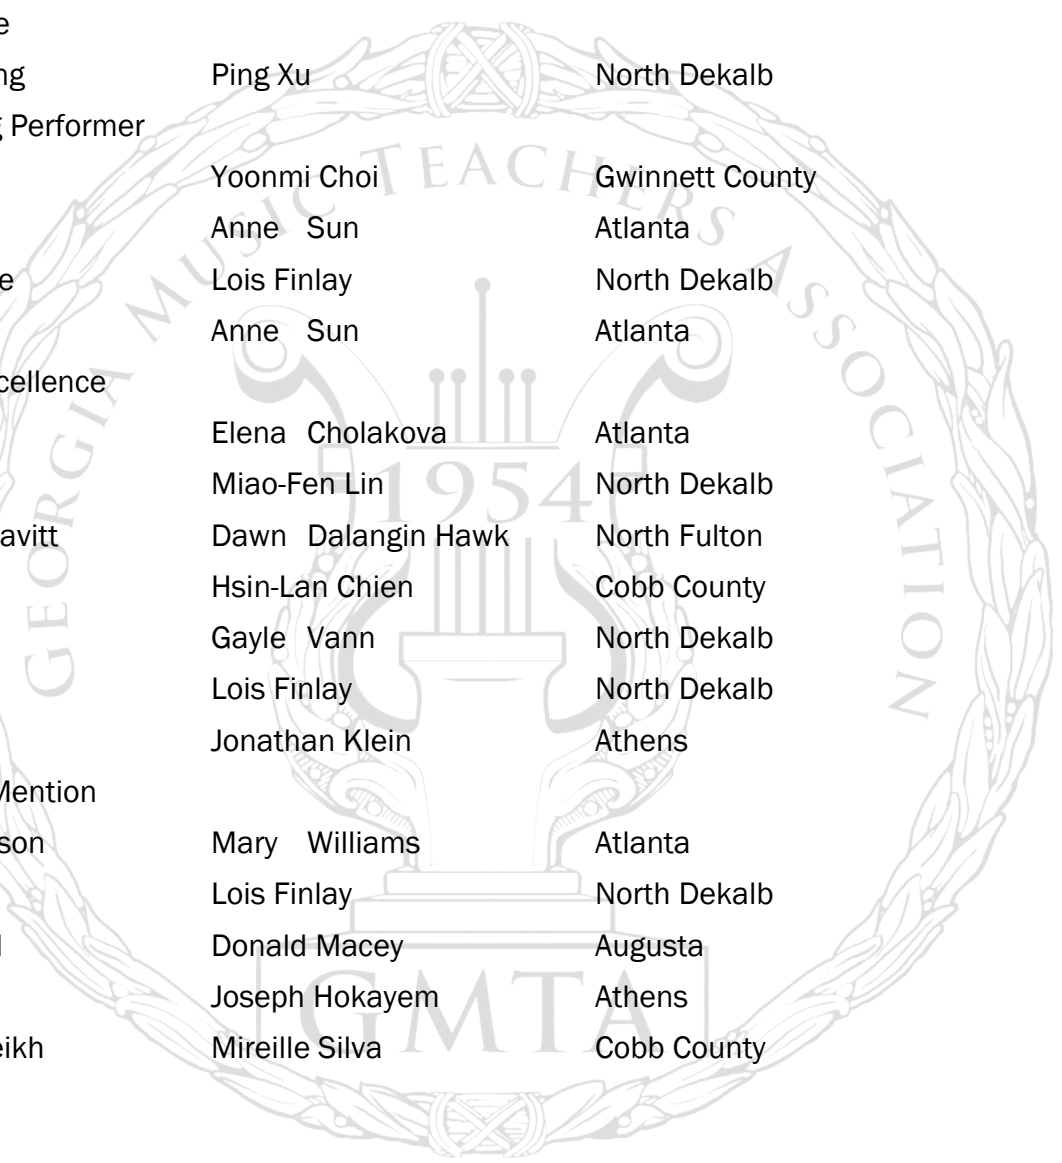 e
ng Ping Xu North Dekalb
g Performer
Yoonmi Choi Gwinnett County
Anne Sun Atlanta
e Lois Finlay North Dekalb
Anne Sun Atlanta
cellence
Elena Cholakova Atlanta
Miao-Fen Lin North Dekalb
avitt Dawn Dalangin Hawk North Fulton
Hsin-Lan Chien Cobb County
Gayle Vann North Dekalb
Lois Finlay North Dekalb
Jonathan Klein Athens
Mention
son Mary Williams Atlanta
Lois Finlay North Dekalb
Donald Macey Augusta
Joseph Hokayem Athens
eikh Mireille Silva Cobb County
GEORGIA MUSIC TEACHERS ASSOCIATION
1954
GMTA